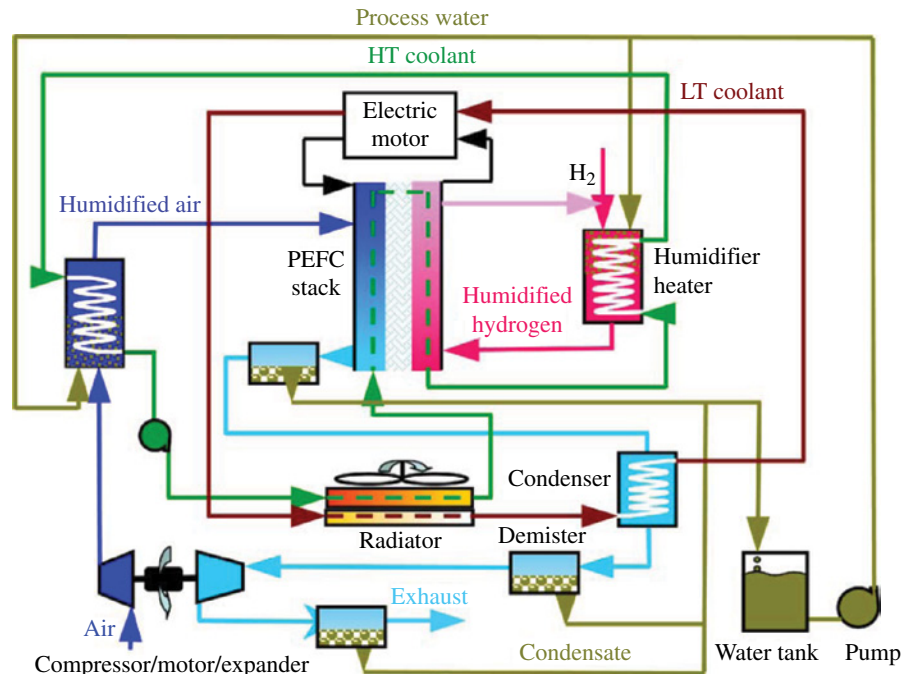 Process water
HT coolant
LT coolant
Electric
motor
H2
Humidified air
PEFC
stack
Humidifier
heater
Humidified
hydrogen
Condenser
Radiator
Demister
Exhaust
Air
Compressor/motor/expander
Condensate
Water tank
Pump